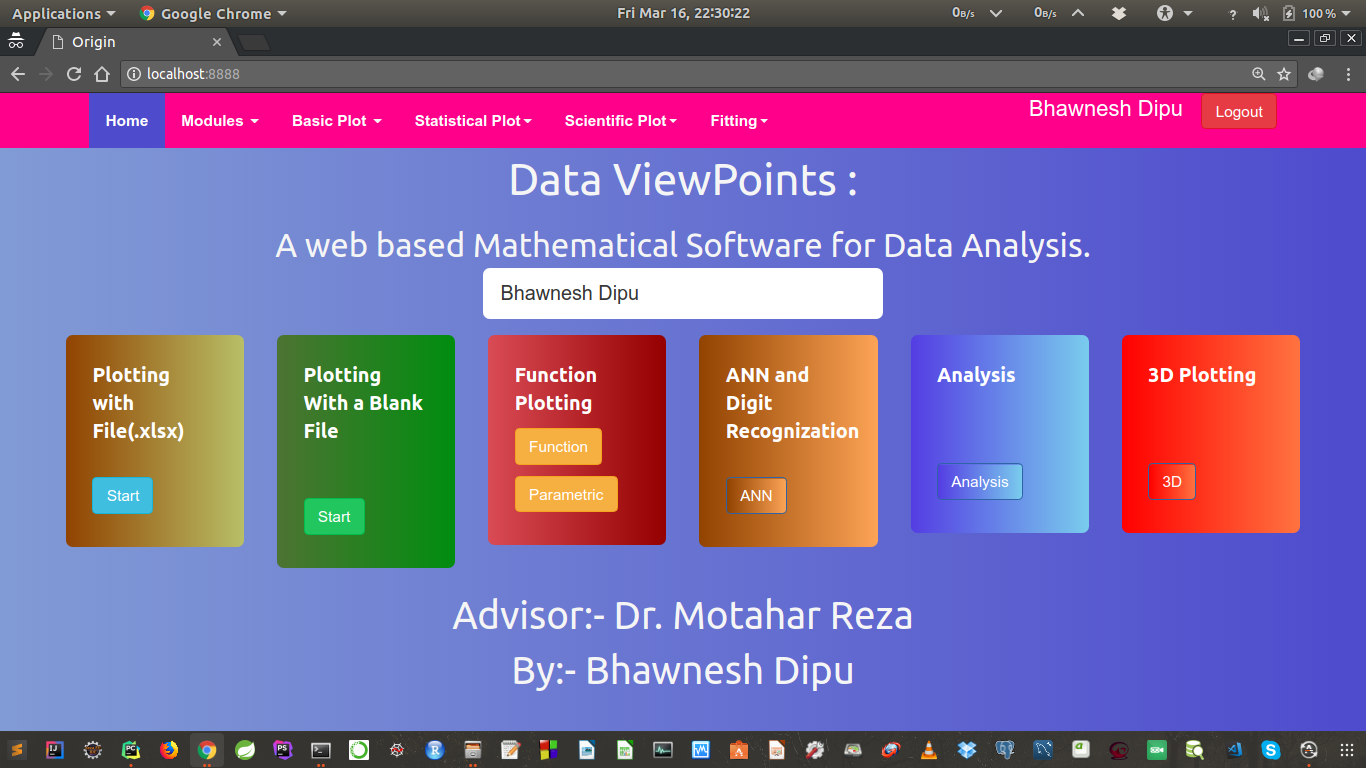 Applications Google Chrome Fri Mar 16, 22:30:22 0B/s 0B/s ? 100 %
Origin
localhost:8888
Home Modules Basic Plot Statistical Plot Scientific Plot Fitting Bhawnesh Dipu Logout
Data ViewPoints :
A web based Mathematical Software for Data Analysis.
Bhawnesh Dipu
Plotting
with
File(.xlsx)
Start
Plotting
With a Blank
File
Start
Function
Plotting
Function
Parametric
ANN and
Digit
Recognization
ANN
Analysis
Analysis
3D Plotting
3D
Advisor:- Dr. Motahar Reza
By:- Bhawnesh Dipu